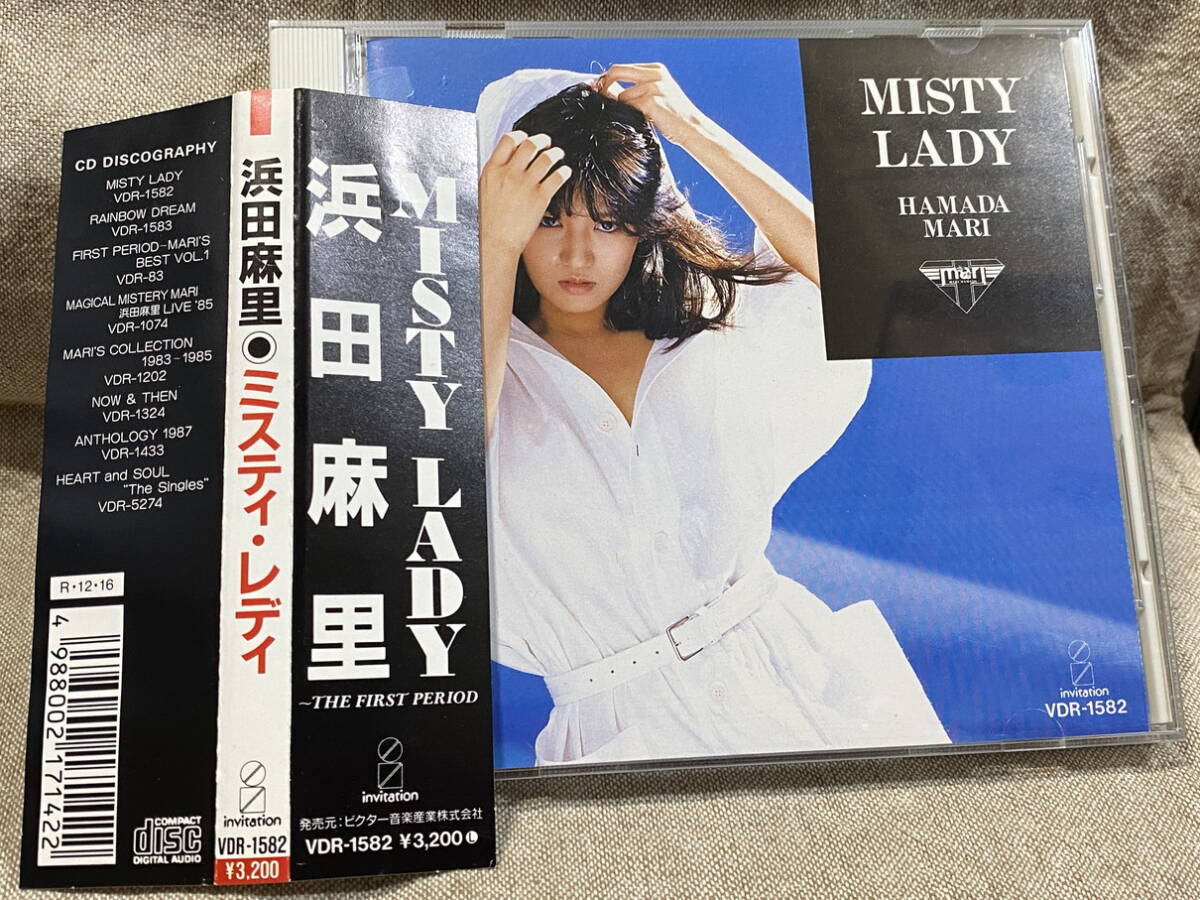 CD DISCOGRAPHY
MISTY LADY
VDR-1582
RAINBOW DREAM
VDR-1583
FIRST PERIOD-MARI'S
BEST VOL.1
VDR-83
MAGICAL MISTERY MARI
浜田麻里 LIVE '85
VDR-1074
MARI'S COLLECTION
1983-1985
VDR-1202
NOW & THEN
VDR-1324
ANTHOLOGY 1987
VDR-1433
HEART and SOUL
"The Singles"
VDR-5274
R・12・16
4 988002 171422
COMPACT
disc
DIGITAL AUDIO
浜田麻里◉ミスティ・レディ
invitation
VDR-1582
¥3,200
浜田麻里
MISTY LADY
~THE FIRST PERIOD
invitation
発売元:ビクター音楽産業株式会社
VDR-1582 ¥3,200 Ⓛ
MISTY
LADY
HAMADA
MARI
mari
invitation
VDR-1582